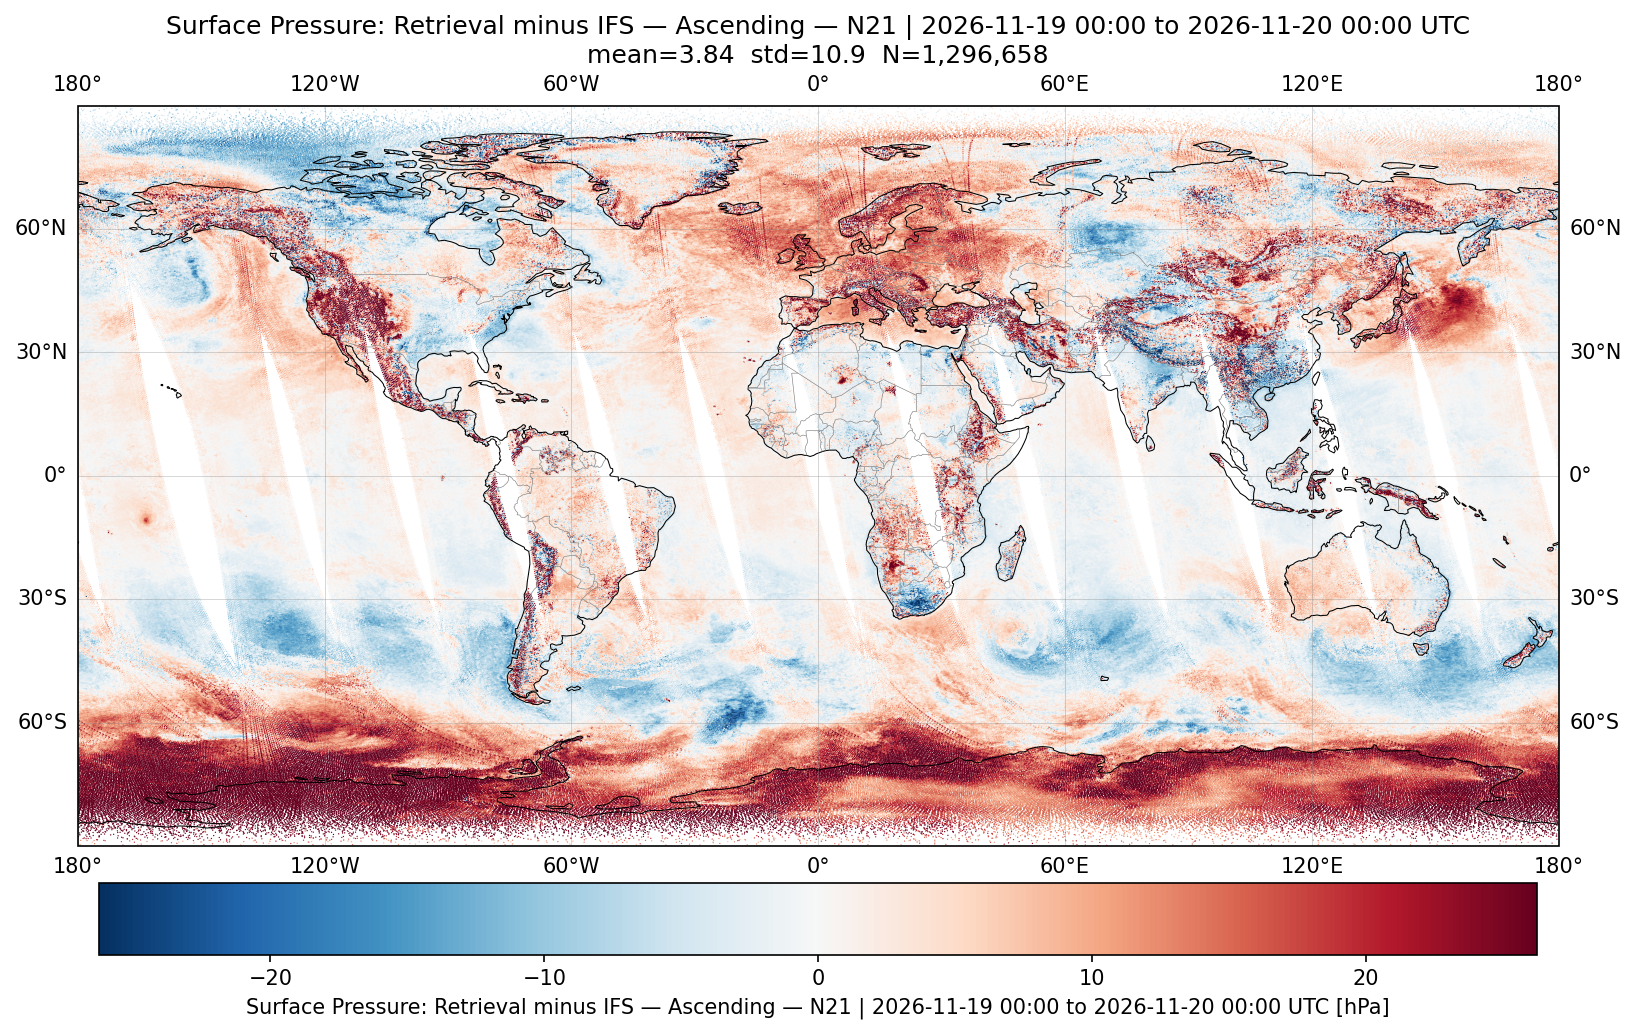 Surface Pressure: Retrieval minus IFS — Ascending — N21 | 2026-11-19 00:00 to 2026-11-20 00:00 UTC
mean=3.84  std=10.9  N=1,296,658
180° 120°W 60°W 0° 60°E 120°E 180°
60°N 60°N
30°N 30°N
0° 0°
30°S 30°S
60°S 60°S
180° 120°W 60°W 0° 60°E 120°E 180°
−20 −10 0 10 20
Surface Pressure: Retrieval minus IFS — Ascending — N21 | 2026-11-19 00:00 to 2026-11-20 00:00 UTC [hPa]